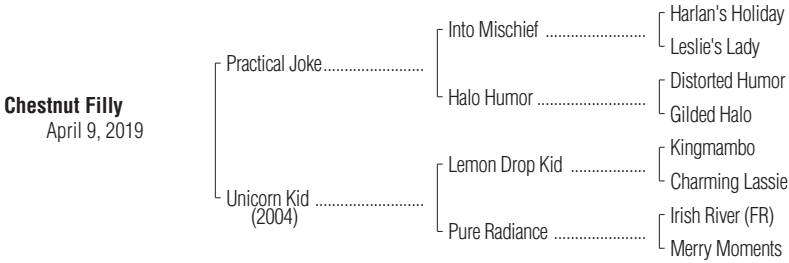 Harlan's Holiday
Into Mischief .........................
Leslie's Lady
Practical Joke.........................
Distorted Humor
Halo Humor ...........................
Gilded Halo
Chestnut Filly
April 9, 2019
Kingmambo
Lemon Drop Kid ...................
Charming Lassie
Unicorn Kid ...........................
(2004)
Irish River (FR)
Pure Radiance .......................
Merry Moments